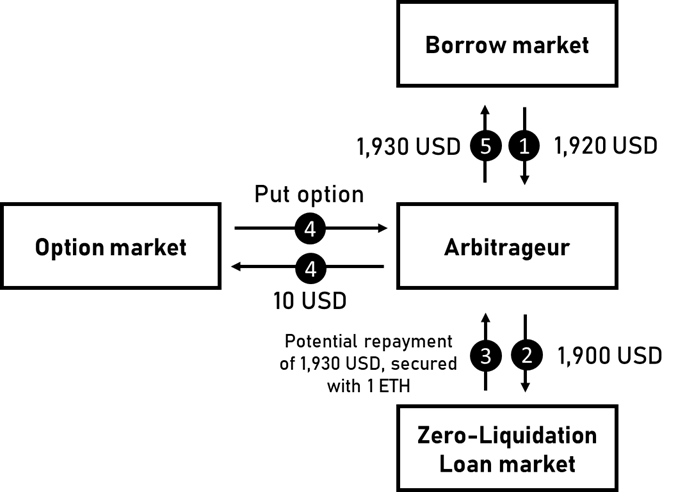 Borrow market
1,930 USD
5
1
1,920 USD
Put option
4
Option market
Arbitrageur
4
10 USD
Potential repayment
of 1,930 USD, secured
with 1 ETH
3
2
1,900 USD
Zero-Liquidation
Loan market